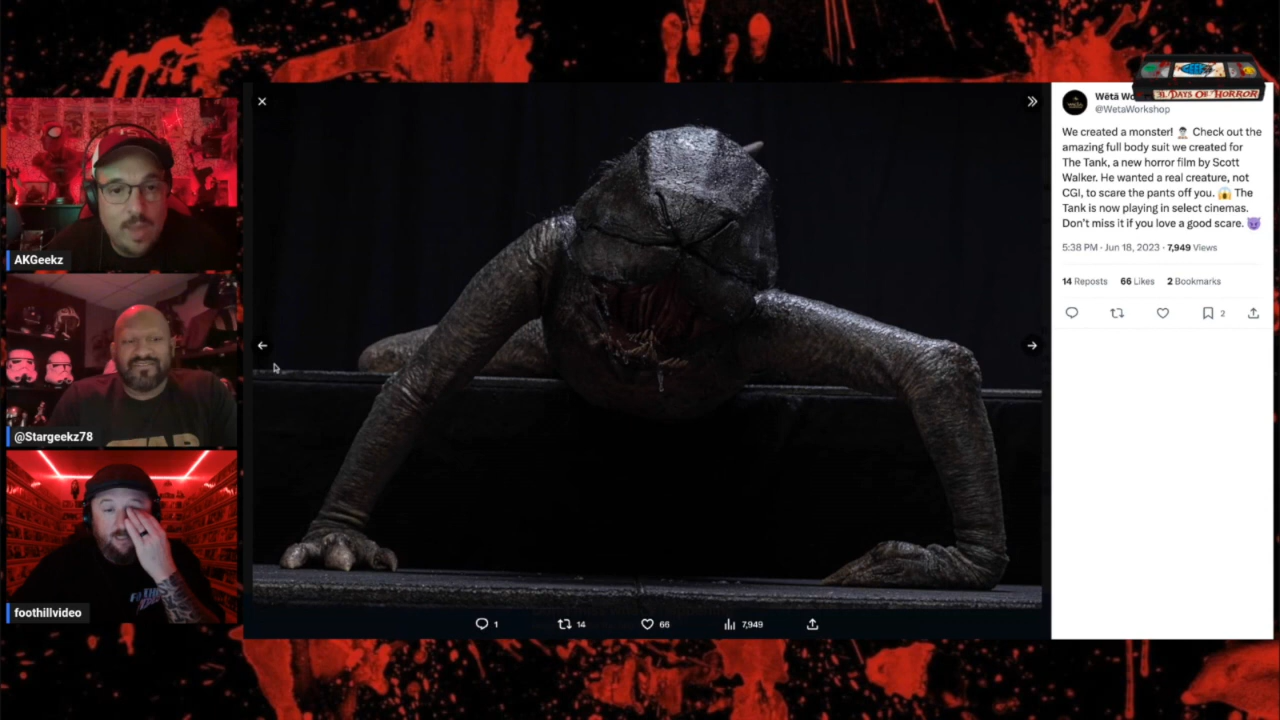 AKGeekz
@Stargeekz78
foothillvideo
31 DAYS OF HORROR
Wētā
@WetaWorkshop
We created a monster! 👨🏻‍🔬 Check out the
amazing full body suit we created for
The Tank, a new horror film by Scott
Walker. He wanted a real creature, not
CGI, to scare the pants off you. 😱 The
Tank is now playing in select cinemas.
Don't miss it if you love a good scare. 😈
5:38 PM · Jun 18, 2023 · 7,949 Views
14 Reposts 66 Likes 2 Bookmarks
2
1 14 66 7,949